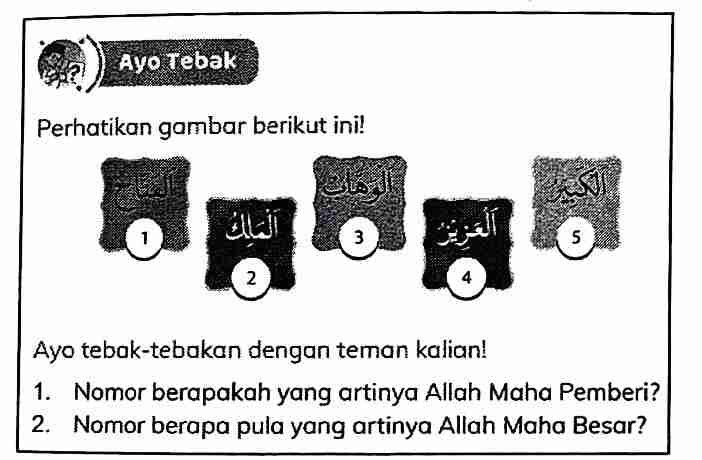 Ayo Tebak
Perhatikan gambar berikut ini!
الفتاح
1
اَلْمَلِكُ
2
اَلْوَهَّابُ
3
اَلْعَزِيْزُ
4
اَلْكَبِيْرُ
5
Ayo tebak-tebakan dengan teman kalian!
1. Nomor berapakah yang artinya Allah Maha Pemberi?
2. Nomor berapa pula yang artinya Allah Maha Besar?